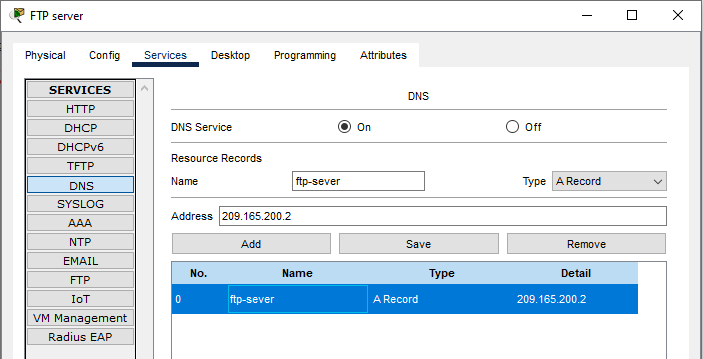 FTP server
Physical Config Services Desktop Programming Attributes
SERVICES
HTTP
DHCP
DHCPv6
TFTP
DNS
SYSLOG
AAA
NTP
EMAIL
FTP
IoT
VM Management
Radius EAP
DNS
DNS Service On Off
Resource Records
Name ftp-sever Type A Record
Address 209.165.200.2
Add Save Remove
No. Name Type Detail
0 ftp-sever A Record 209.165.200.2